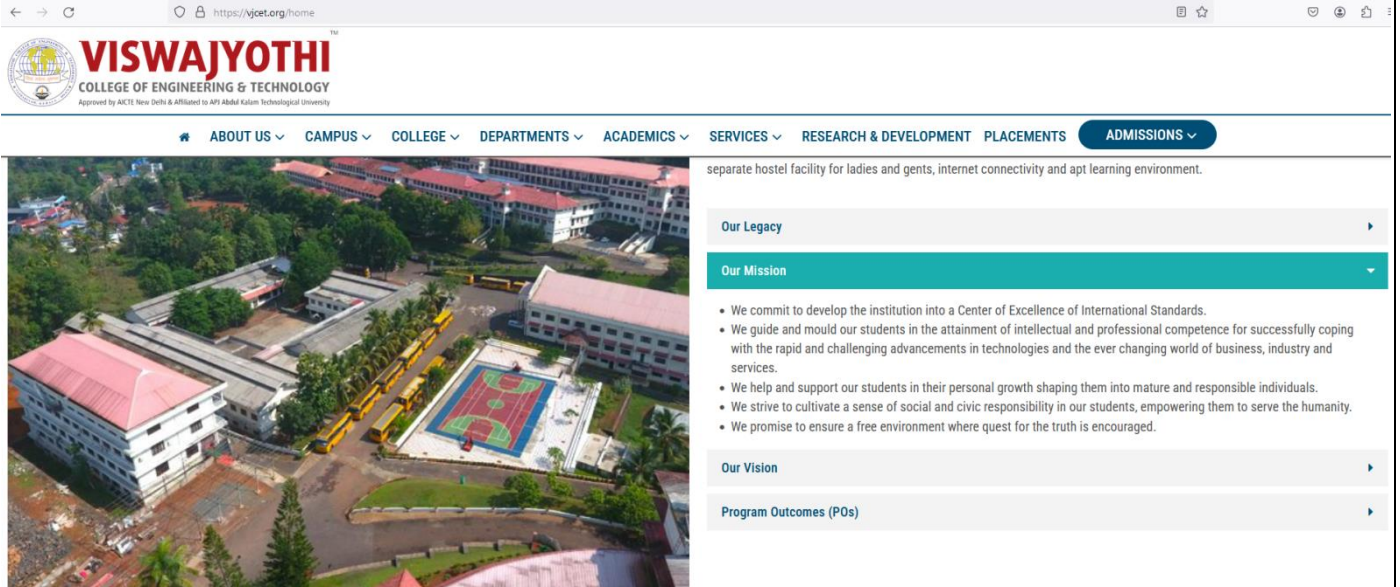 https://vjcet.org/home
VISWAJYOTHI
TM
COLLEGE OF ENGINEERING & TECHNOLOGY
Approved by AICTE New Delhi & Affiliated to APJ Abdul Kalam Technological University
ABOUT US CAMPUS COLLEGE DEPARTMENTS ACADEMICS SERVICES RESEARCH & DEVELOPMENT PLACEMENTS ADMISSIONS
separate hostel facility for ladies and gents, internet connectivity and apt learning environment.
Our Legacy
Our Mission
• We commit to develop the institution into a Center of Excellence of International Standards.
• We guide and mould our students in the attainment of intellectual and professional competence for successfully coping
with the rapid and challenging advancements in technologies and the ever changing world of business, industry and
services.
• We help and support our students in their personal growth shaping them into mature and responsible individuals.
• We strive to cultivate a sense of social and civic responsibility in our students, empowering them to serve the humanity.
• We promise to ensure a free environment where quest for the truth is encouraged.
Our Vision
Program Outcomes (POs)